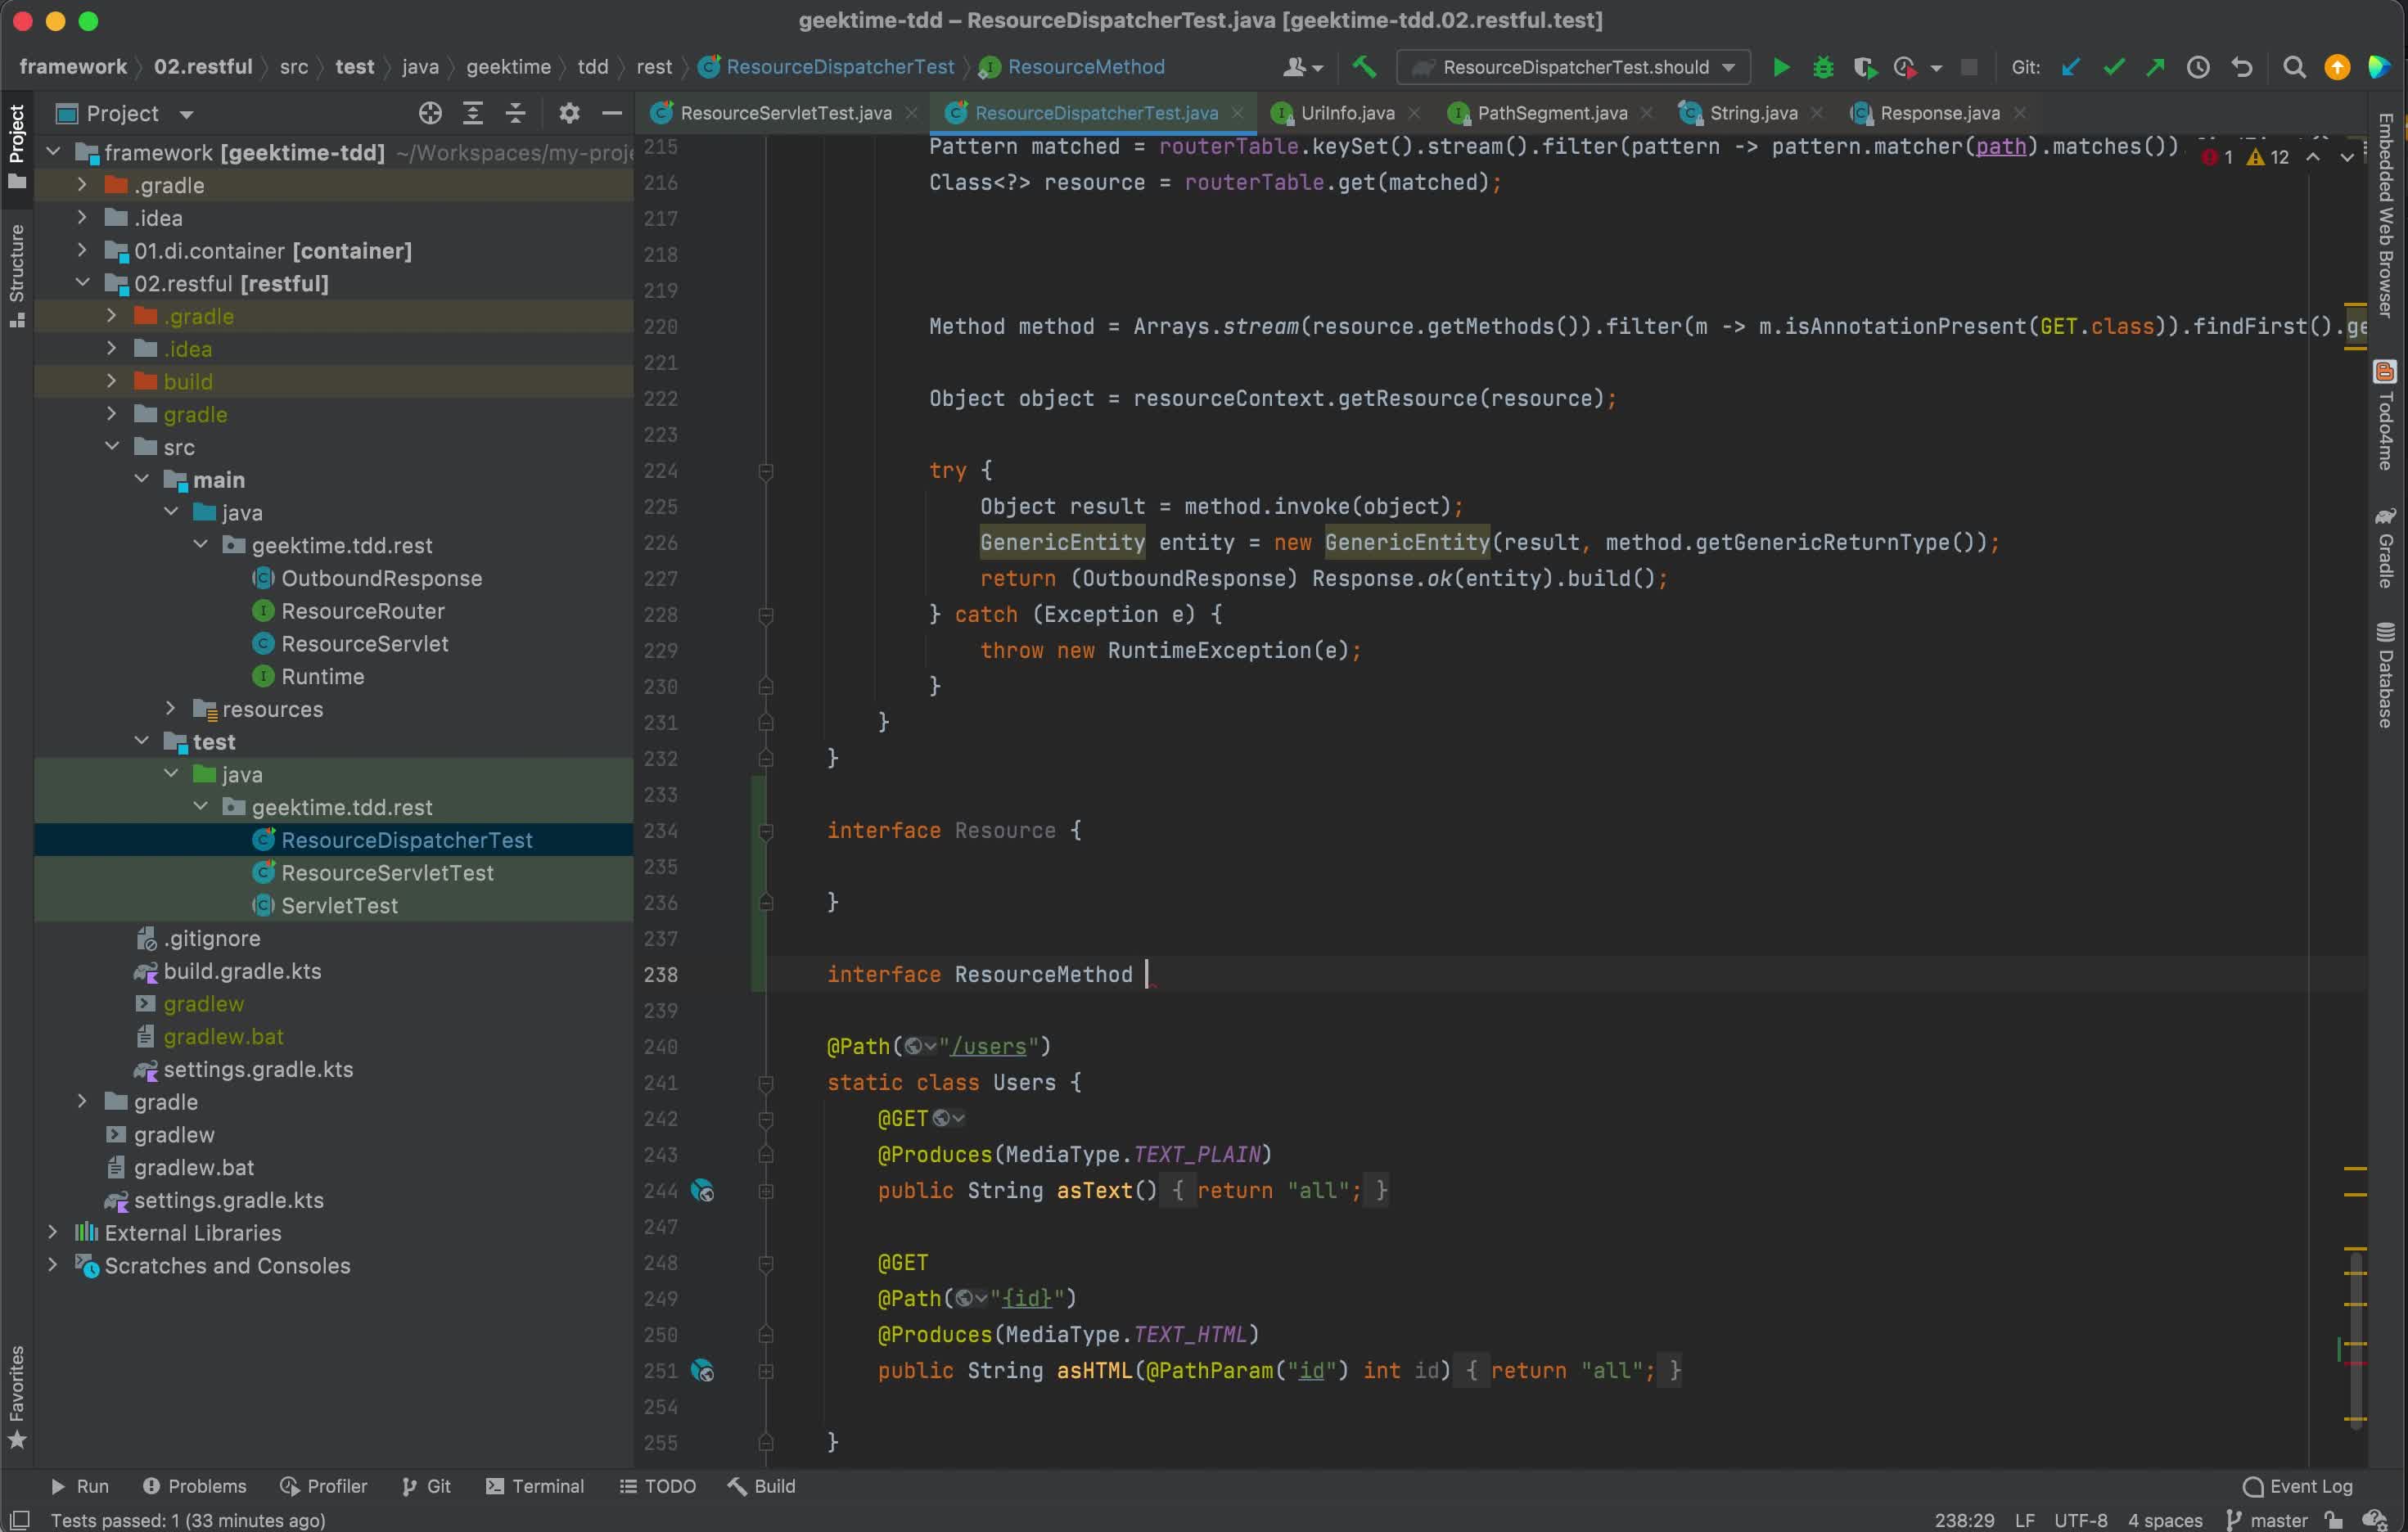 geektime-tdd – ResourceDispatcherTest.java [geektime-tdd.02.restful.test]
framework 02.restful src test java geektime tdd rest ResourceDispatcherTest ResourceMethod ResourceDispatcherTest.should Git:
Project
ResourceServletTest.java ResourceDispatcherTest.java UriInfo.java PathSegment.java String.java Response.java
Project
Structure
Favorites
framework [geektime-tdd] ~/Workspaces/my-proj
.gradle
.idea
01.di.container [container]
02.restful [restful]
.gradle
.idea
build
gradle
src
main
java
geektime.tdd.rest
OutboundResponse
ResourceRouter
ResourceServlet
Runtime
resources
test
java
geektime.tdd.rest
ResourceDispatcherTest
ResourceServletTest
ServletTest
.gitignore
build.gradle.kts
gradlew
gradlew.bat
settings.gradle.kts
gradle
gradlew
gradlew.bat
settings.gradle.kts
External Libraries
Scratches and Consoles
1 12
215 Pattern matched = routerTable.keySet().stream().filter(pattern -> pattern.matcher(path).matches())
216 Class<?> resource = routerTable.get(matched);
217
218
219
220 Method method = Arrays.stream(resource.getMethods()).filter(m -> m.isAnnotationPresent(GET.class)).findFirst().ge
221
222 Object object = resourceContext.getResource(resource);
223
224 try {
225 Object result = method.invoke(object);
226 GenericEntity entity = new GenericEntity(result, method.getGenericReturnType());
227 return (OutboundResponse) Response.ok(entity).build();
228 } catch (Exception e) {
229 throw new RuntimeException(e);
230 }
231 }
232 }
233
234 interface Resource {
235
236 }
237
238 interface ResourceMethod
239
240 @Path("/users")
241 static class Users {
242 @GET
243 @Produces(MediaType.TEXT_PLAIN)
244 public String asText() { return "all"; }
247
248 @GET
249 @Path("{id}")
250 @Produces(MediaType.TEXT_HTML)
251 public String asHTML(@PathParam("id") int id) { return "all"; }
254
255 }
Embedded Web Browser
Todo4me
Gradle
Database
Run Problems Profiler Git Terminal TODO Build Event Log
Tests passed: 1 (33 minutes ago) 238:29 LF UTF-8 4 spaces master